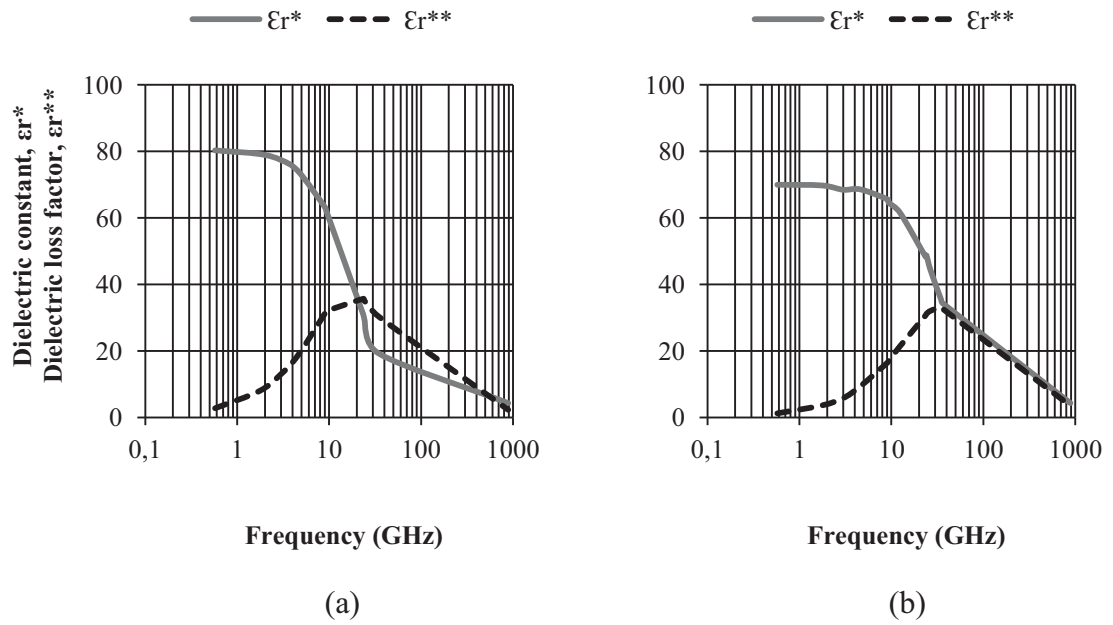 Ɛr* Ɛr**
Ɛr* Ɛr**
Dielectric constant, εr*
Dielectric loss factor, εr**
100
80
60
40
20
0
0,1 1 10 100 1000
Frequency (GHz)
(a)
100
80
60
40
20
0
0,1 1 10 100 1000
Frequency (GHz)
(b)